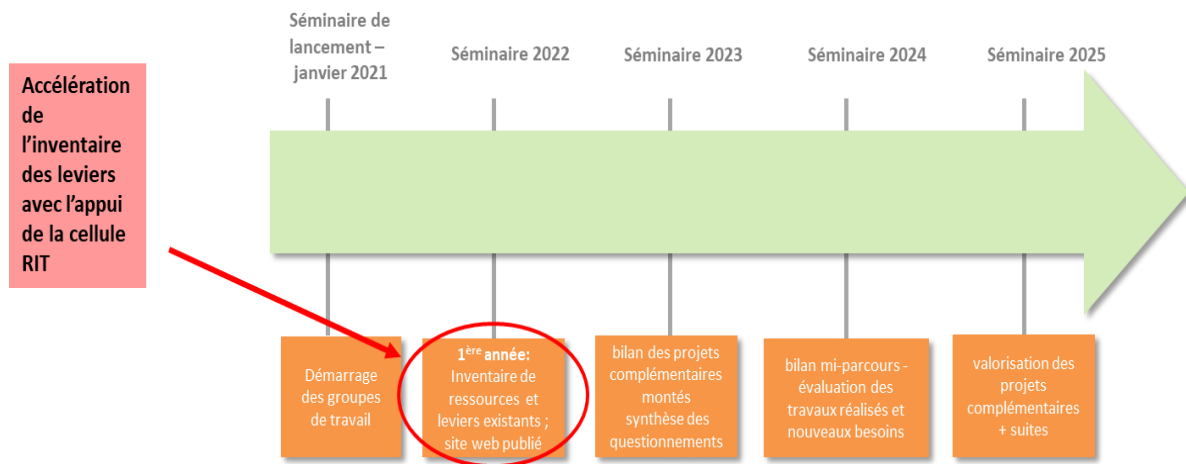 Séminaire de
lancement –
janvier 2021
Séminaire 2022
Séminaire 2023
Séminaire 2024
Séminaire 2025
Accélération
de
l'inventaire
des leviers
avec l'appui
de la cellule
RIT
Démarrage
des groupes
de travail
1ère année:
Inventaire de
ressources et
leviers existants ;
site web publié
bilan des projets
complémentaires
montés
synthèse des
questionnements
bilan mi-parcours -
évaluation des
travaux réalisés et
nouveaux besoins
valorisation des
projets
complémentaires
+ suites